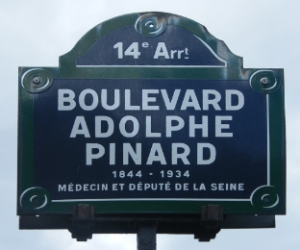 14e Arrt
BOULEVARD
ADOLPHE
PINARD
1844 - 1934
MÉDECIN ET DÉPUTÉ DE LA SEINE